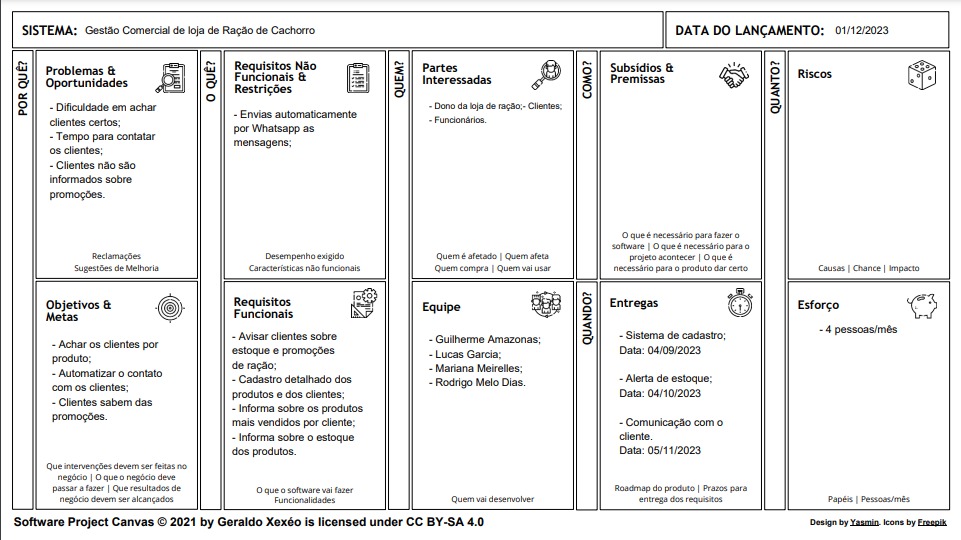 SISTEMA: Gestão Comercial de loja de Ração de Cachorro
DATA DO LANÇAMENTO: 01/12/2023
POR QUÊ?
Problemas &
Oportunidades
- Dificuldade em achar
clientes certos;
- Tempo para contatar
os clientes;
- Clientes não são
informados sobre
promoções.
Reclamações
Sugestões de Melhoria
Objetivos &
Metas
- Achar os clientes por
produto;
- Automatizar o contato
com os clientes;
- Clientes sabem das
promoções.
Que intervenções devem ser feitas no
negócio | O que o negócio deve
passar a fazer | Que resultados de
negócio devem ser alcançados
O QUÊ?
Requisitos Não
Funcionais &
Restrições
- Envias automaticamente
por Whatsapp as
mensagens;
Desempenho exigido
Características não funcionais
Requisitos
Funcionais
- Avisar clientes sobre
estoque e promoções
de ração;
- Cadastro detalhado dos
produtos e dos clientes;
- Informa sobre os produtos
mais vendidos por cliente;
- Informa sobre o estoque
dos produtos.
O que o software vai fazer
Funcionalidades
QUEM?
Partes
Interessadas
- Dono da loja de ração;- Clientes;
- Funcionários.
Quem é afetado | Quem afeta
Quem compra | Quem vai usar
Equipe
- Guilherme Amazonas;
- Lucas Garcia;
- Mariana Meirelles;
- Rodrigo Melo Dias.
Quem vai desenvolver
COMO?
Subsídios &
Premissas
O que é necessário para fazer o
software | O que é necessário para o
projeto acontecer | O que é
necessário para o produto dar certo
QUANDO?
Entregas
- Sistema de cadastro;
Data: 04/09/2023
- Alerta de estoque;
Data: 04/10/2023
- Comunicação com o
cliente.
Data: 05/11/2023
Roadmap do produto | Prazos para
entrega dos requisitos
QUANTO?
Riscos
Causas | Chance | Impacto
Esforço
- 4 pessoas/mês
Papéis | Pessoas/mês
Software Project Canvas © 2021 by Geraldo Xexéo is licensed under CC BY-SA 4.0
Design by Yasmin. Icons by Freepik